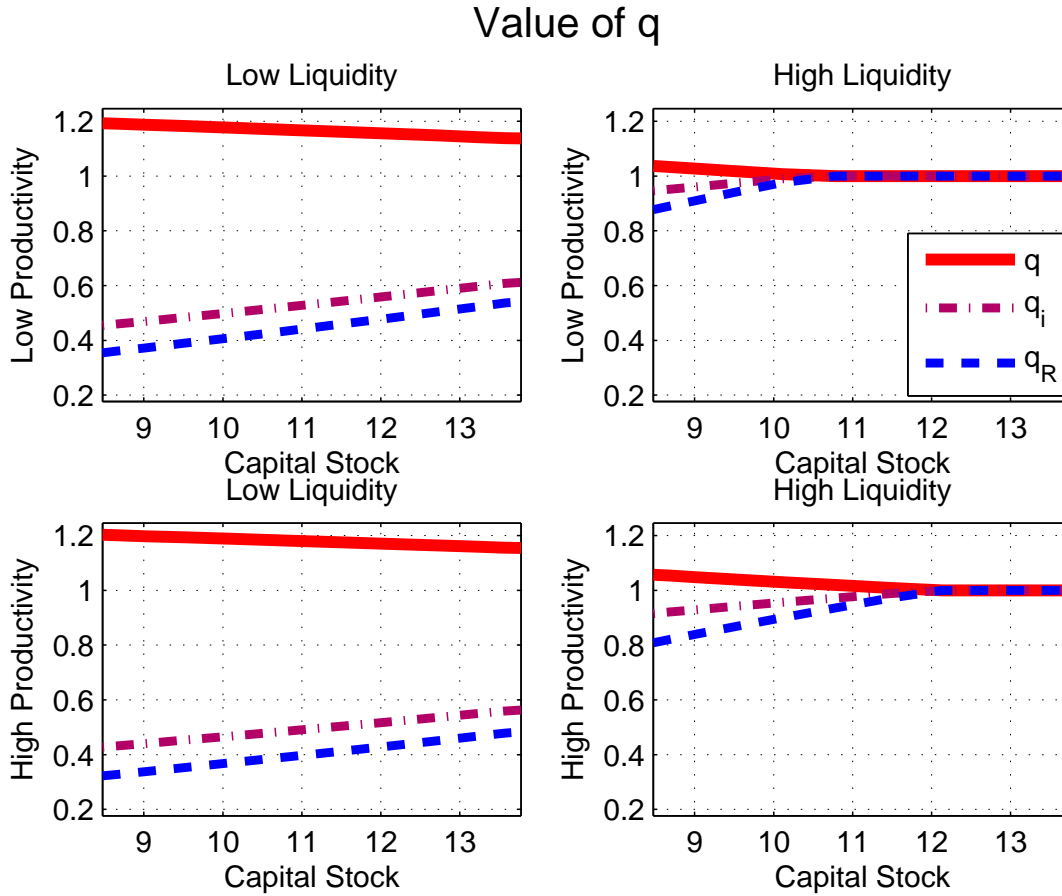 Value of q
Low Liquidity
1.2
1
0.8
0.6
0.4
0.2
Low Productivity
9 10 11 12 13
Capital Stock
High Liquidity
1.2
1
0.8
0.6
0.4
0.2
Low Productivity
q
q_i
q_R
9 10 11 12 13
Capital Stock
Low Liquidity
1.2
1
0.8
0.6
0.4
0.2
High Productivity
9 10 11 12 13
Capital Stock
High Liquidity
1.2
1
0.8
0.6
0.4
0.2
High Productivity
9 10 11 12 13
Capital Stock